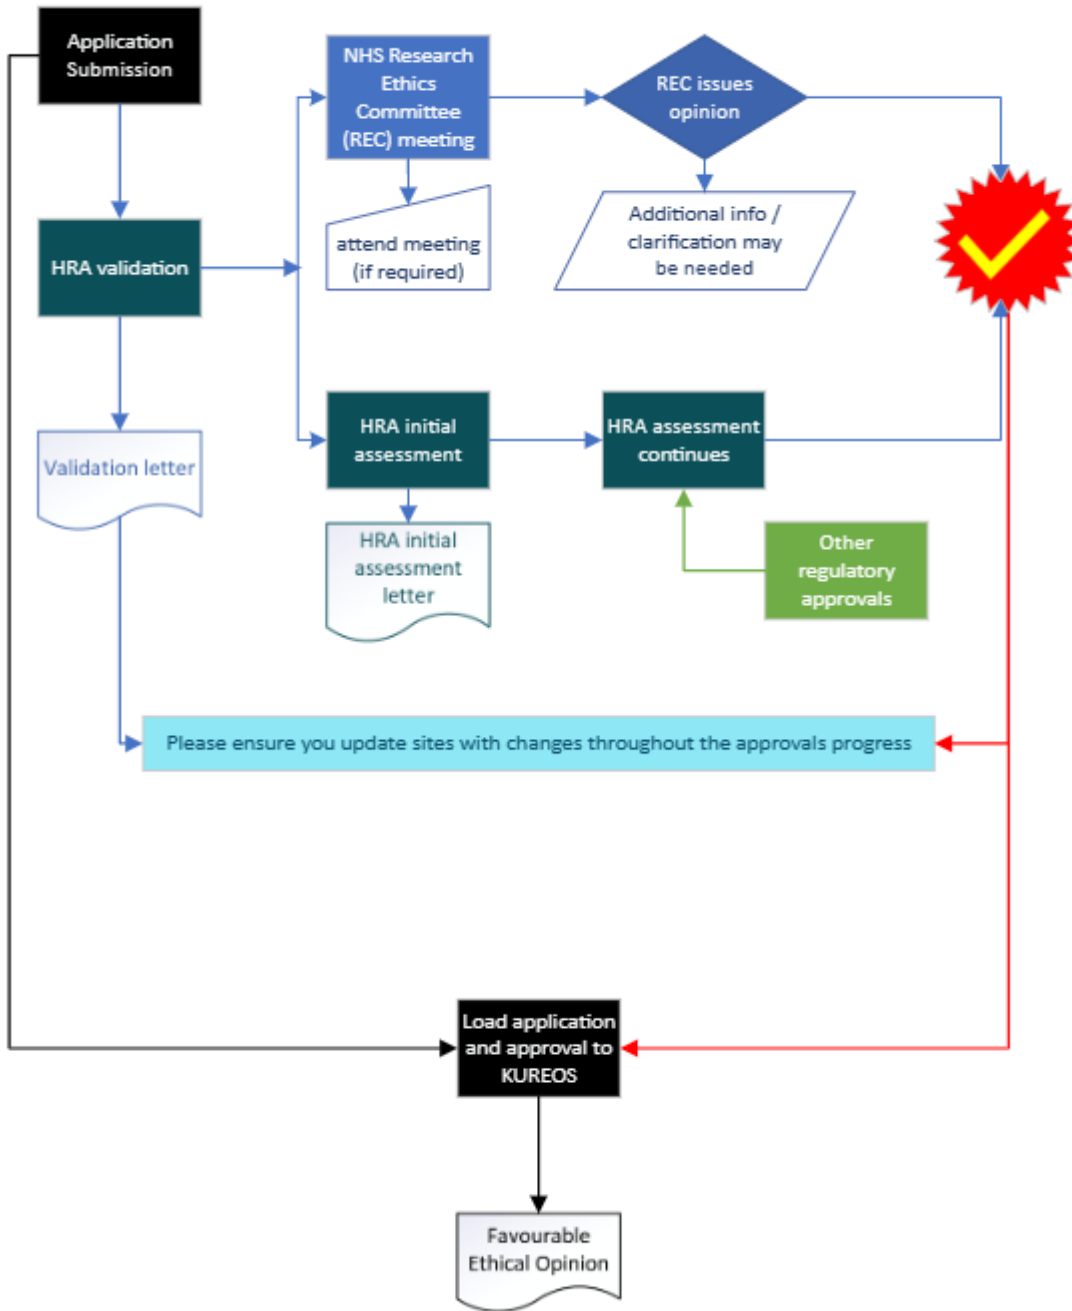 Application
Submission
NHS Research
Ethics
Committee
(REC) meeting
REC issues
opinion
HRA validation
attend meeting
(if required)
Additional info /
clarification may
be needed
Validation letter
HRA initial
assessment
HRA assessment
continues
HRA initial
assessment
letter
Other
regulatory
approvals
Please ensure you update sites with changes throughout the approvals progress
Load application
and approval to
KUREOS
Favourable
Ethical Opinion